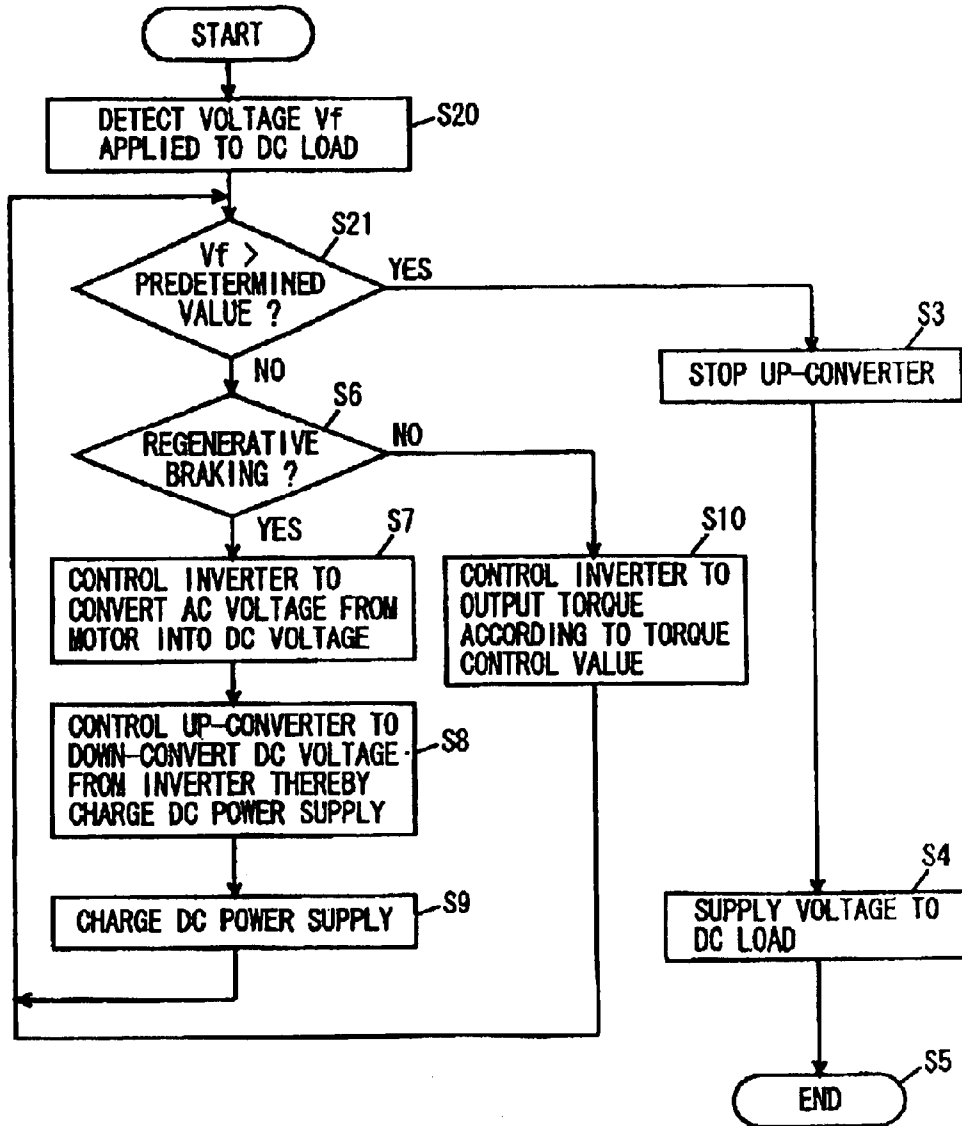 START
DETECT VOLTAGE Vf
APPLIED TO DC LOAD
S20
S21
Vf >
PREDETERMINED
VALUE ?
YES
NO
S3
STOP UP-CONVERTER
S6
REGENERATIVE
BRAKING ?
NO
YES
S7
CONTROL INVERTER TO
CONVERT AC VOLTAGE FROM
MOTOR INTO DC VOLTAGE
S10
CONTROL INVERTER TO
OUTPUT TORQUE
ACCORDING TO TORQUE
CONTROL VALUE
CONTROL UP-CONVERTER TO
DOWN-CONVERT DC VOLTAGE
FROM INVERTER THEREBY
CHARGE DC POWER SUPPLY
S8
CHARGE DC POWER SUPPLY
S9
S4
SUPPLY VOLTAGE TO
DC LOAD
S5
END